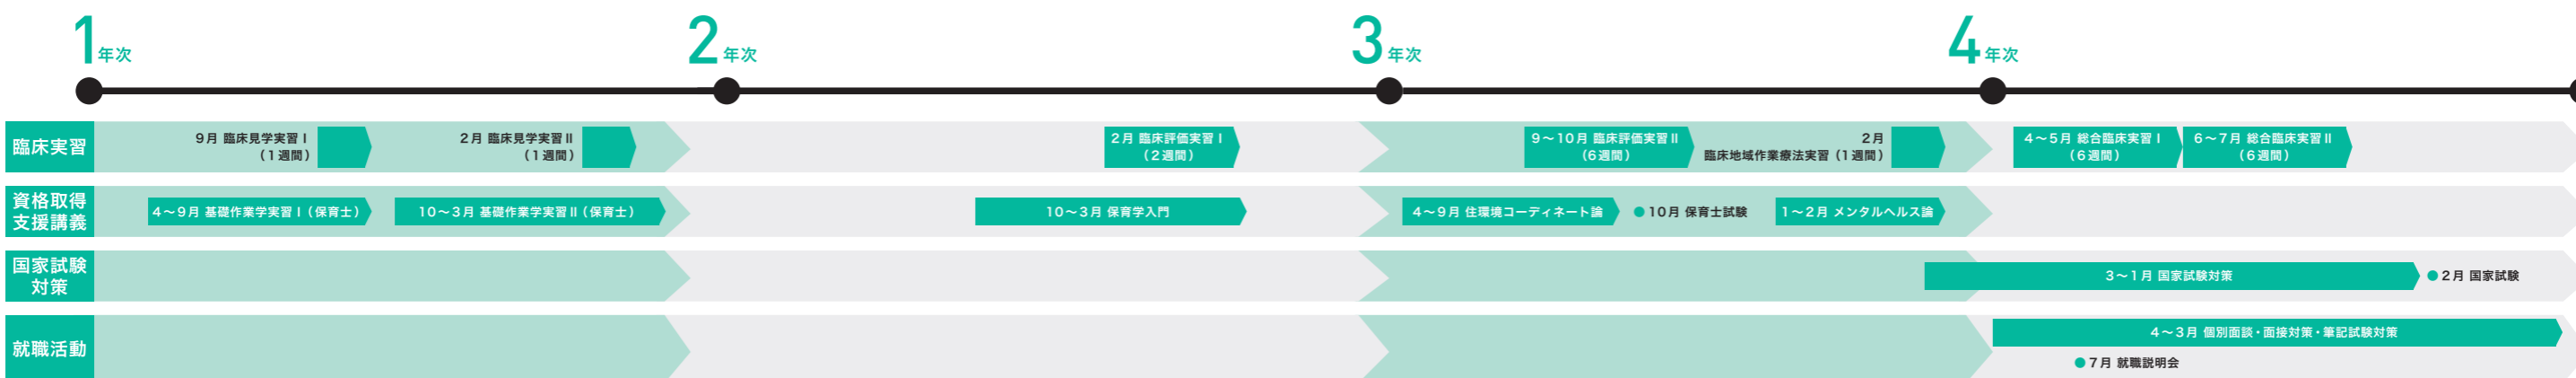 1年次
2年次
3年次
4年次
臨床実習
9月 臨床見学実習Ⅰ
（1週間）
2月 臨床見学実習Ⅱ
（1週間）
2月 臨床評価実習Ⅰ
（2週間）
9〜10月 臨床評価実習Ⅱ
（6週間）
2月
臨床地域作業療法実習（1週間）
4〜5月 総合臨床実習Ⅰ
（6週間）
6〜7月 総合臨床実習Ⅱ
（6週間）
資格取得
支援講義
4〜9月 基礎作業学実習Ⅰ（保育士）
10〜3月 基礎作業学実習Ⅱ（保育士）
10〜3月 保育学入門
4〜9月 住環境コーディネート論
●10月 保育士試験
1〜2月 メンタルヘルス論
国家試験
対策
3〜1月 国家試験対策
●2月 国家試験
就職活動
4〜3月 個別面談・面接対策・筆記試験対策
●7月 就職説明会